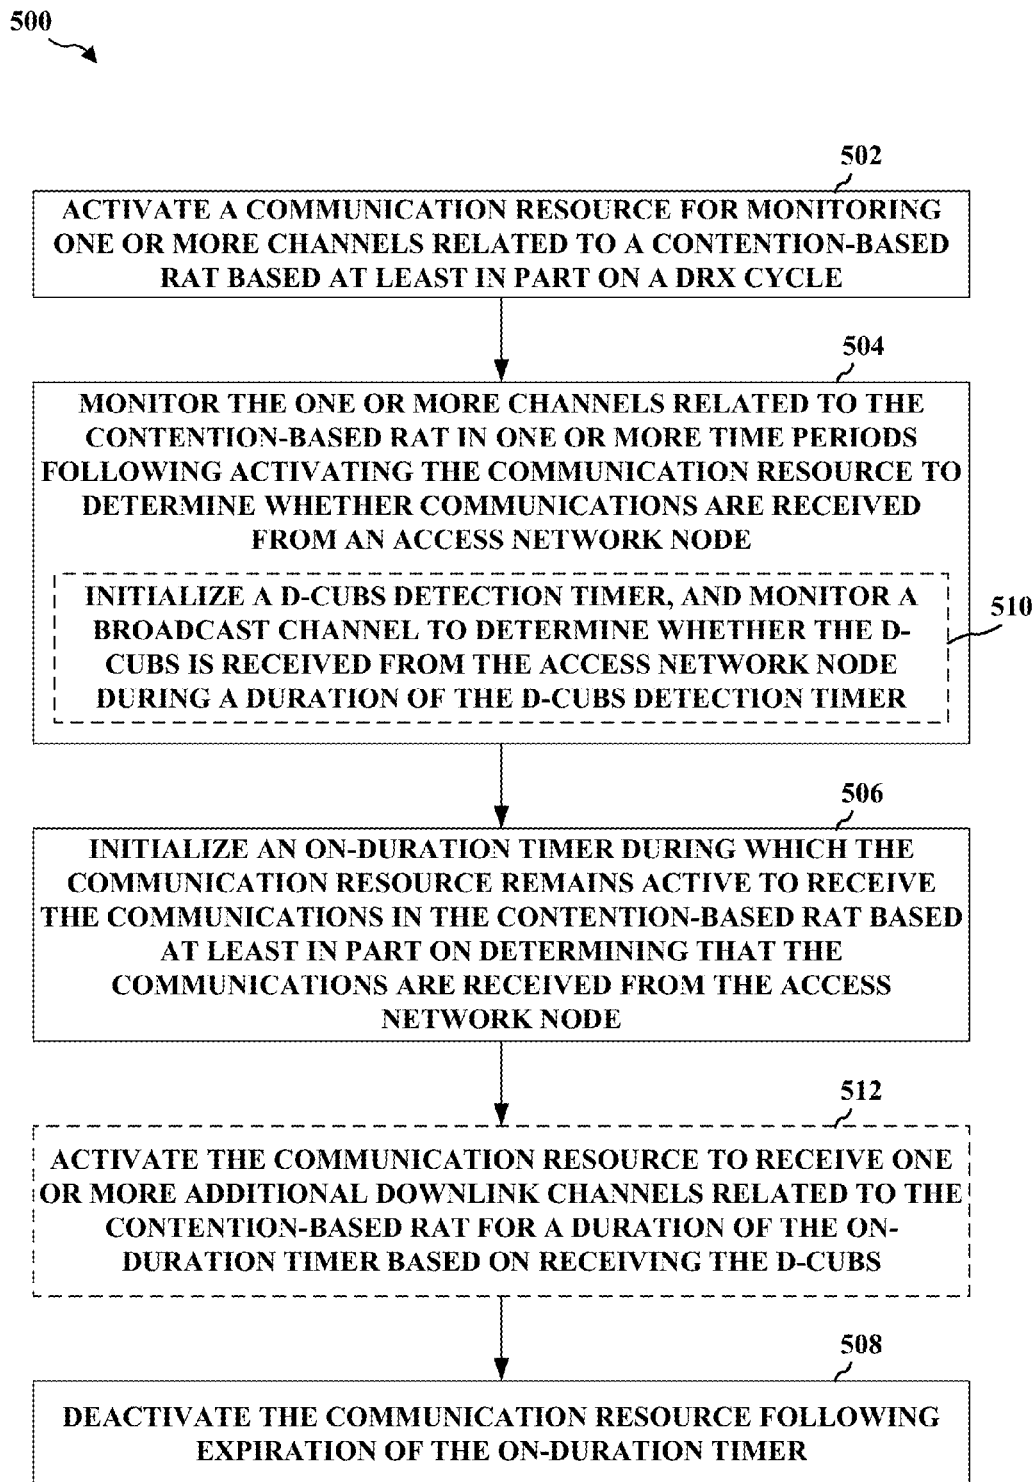 500
502
ACTIVATE A COMMUNICATION RESOURCE FOR MONITORING
ONE OR MORE CHANNELS RELATED TO A CONTENTION-BASED
RAT BASED AT LEAST IN PART ON A DRX CYCLE
504
MONITOR THE ONE OR MORE CHANNELS RELATED TO THE
CONTENTION-BASED RAT IN ONE OR MORE TIME PERIODS
FOLLOWING ACTIVATING THE COMMUNICATION RESOURCE TO
DETERMINE WHETHER COMMUNICATIONS ARE RECEIVED
FROM AN ACCESS NETWORK NODE
INITIALIZE A D-CUBS DETECTION TIMER, AND MONITOR A
BROADCAST CHANNEL TO DETERMINE WHETHER THE D-
CUBS IS RECEIVED FROM THE ACCESS NETWORK NODE
DURING A DURATION OF THE D-CUBS DETECTION TIMER
510
506
INITIALIZE AN ON-DURATION TIMER DURING WHICH THE
COMMUNICATION RESOURCE REMAINS ACTIVE TO RECEIVE
THE COMMUNICATIONS IN THE CONTENTION-BASED RAT BASED
AT LEAST IN PART ON DETERMINING THAT THE
COMMUNICATIONS ARE RECEIVED FROM THE ACCESS
NETWORK NODE
512
ACTIVATE THE COMMUNICATION RESOURCE TO RECEIVE ONE
OR MORE ADDITIONAL DOWNLINK CHANNELS RELATED TO THE
CONTENTION-BASED RAT FOR A DURATION OF THE ON-
DURATION TIMER BASED ON RECEIVING THE D-CUBS
508
DEACTIVATE THE COMMUNICATION RESOURCE FOLLOWING
EXPIRATION OF THE ON-DURATION TIMER